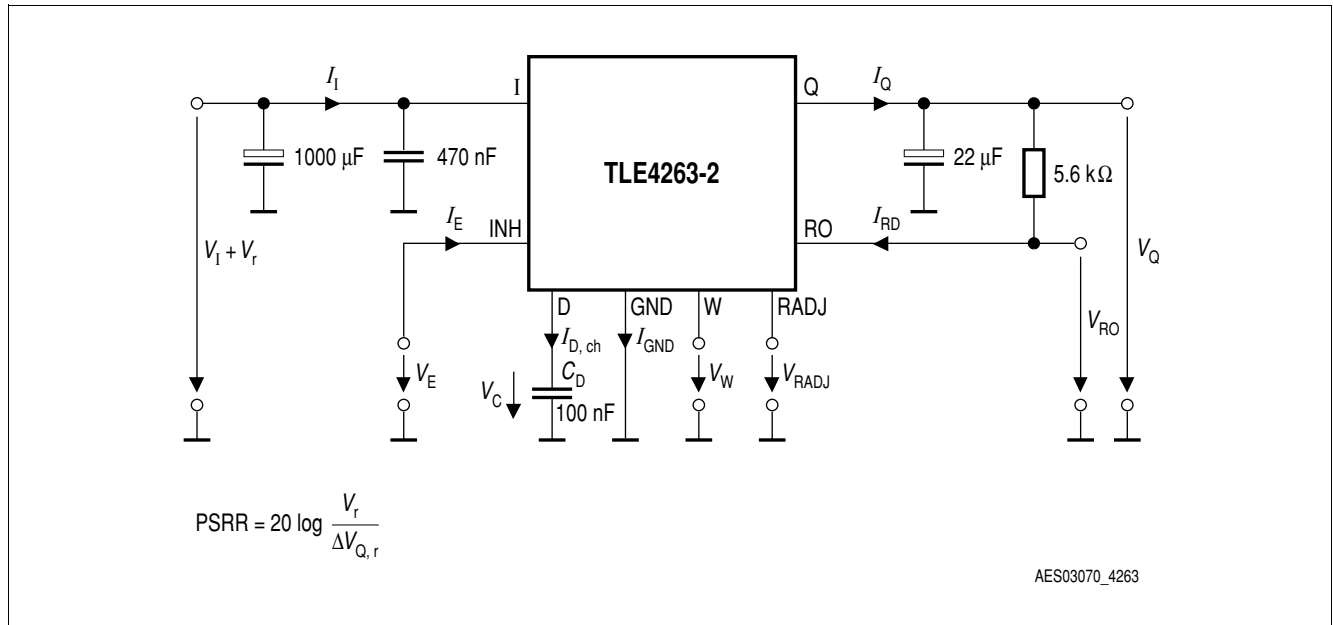 I_I I Q I_Q
1000 µF 470 nF TLE4263-2 22 µF 5.6 kΩ
I_E INH RO I_RD
V_I + V_r V_Q
D GND W RADJ
I_D, ch I_GND V_RO
V_E C_D V_W V_RADJ
V_C 100 nF
PSRR = 20 log V_r / ΔV_Q, r
AES03070_4263